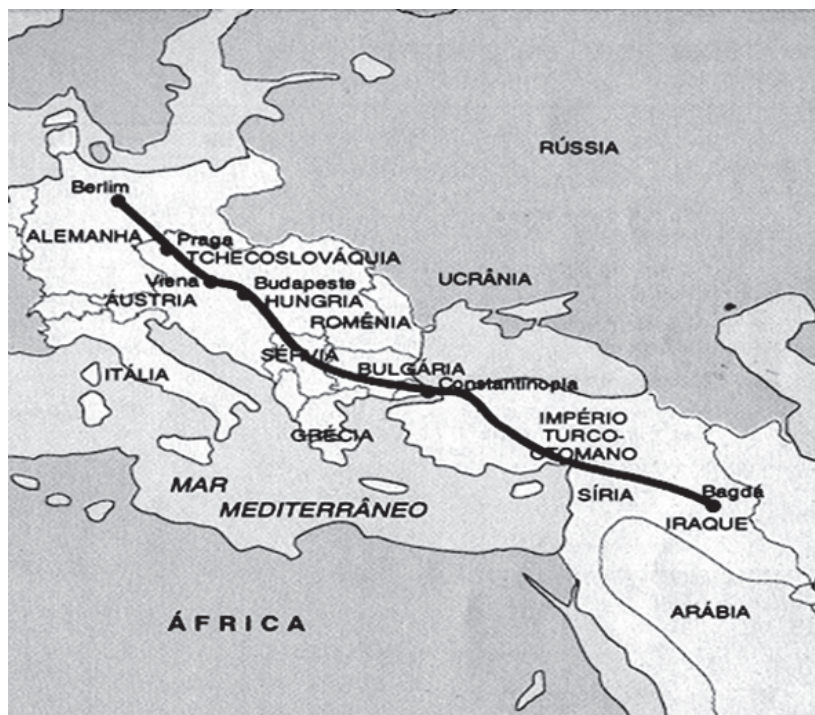 RÚSSIA
Berlim
ALEMANHA
Praga
TCHECOSLOVÁQUIA
UCRÂNIA
Viena
Budapeste
ÁUSTRIA
HUNGRIA
ROMÊNIA
SÉRVIA
ITÁLIA
BULGÁRIA
Constantinopla
IMPÉRIO
TURCO-
OTOMANO
GRÉCIA
MAR
MEDITERRÂNEO
SÍRIA
Bagdá
IRAQUE
ARÁBIA
ÁFRICA